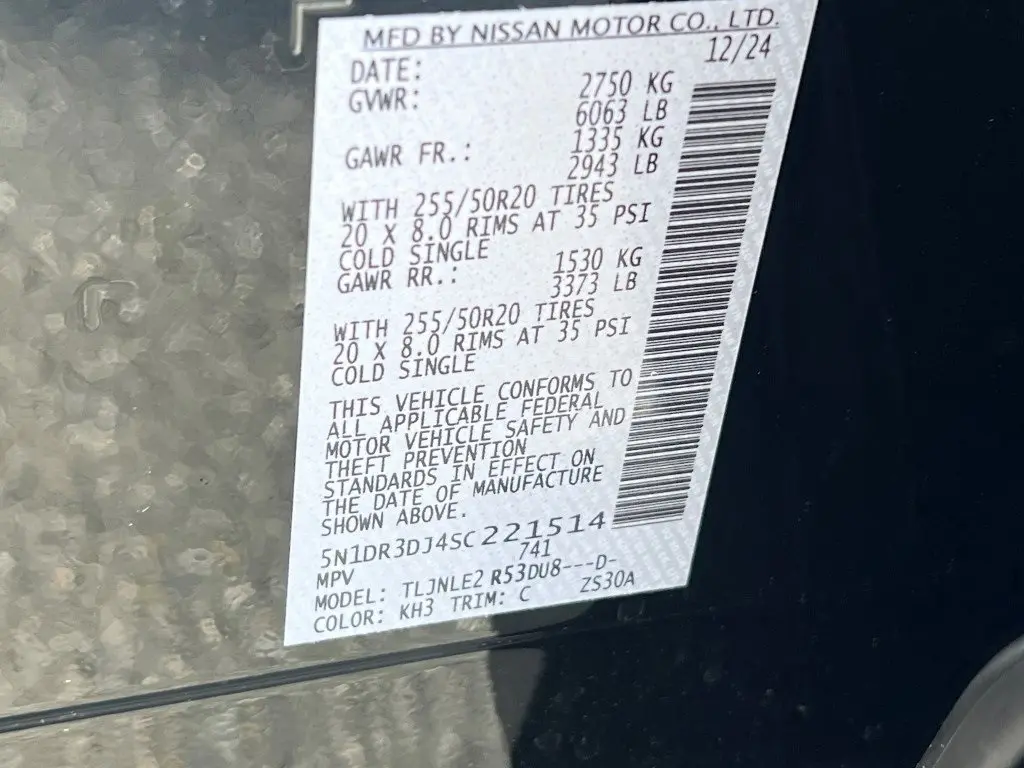 MFD BY NISSAN MOTOR CO., LTD.
DATE: 12/24
GVWR: 2750 KG
6063 LB
GAWR FR.: 1335 KG
2943 LB
WITH 255/50R20 TIRES
20 X 8.0 RIMS AT 35 PSI
COLD SINGLE
GAWR RR.: 1530 KG
3373 LB
WITH 255/50R20 TIRES
20 X 8.0 RIMS AT 35 PSI
COLD SINGLE
THIS VEHICLE CONFORMS TO
ALL APPLICABLE FEDERAL
MOTOR VEHICLE SAFETY AND
THEFT PREVENTION
STANDARDS IN EFFECT ON
THE DATE OF MANUFACTURE
SHOWN ABOVE.
5N1DR3DJ4SC221514
MPV 741
MODEL: TLJNLE2 R53DU8---D-
COLOR: KH3 TRIM: C ZS30A